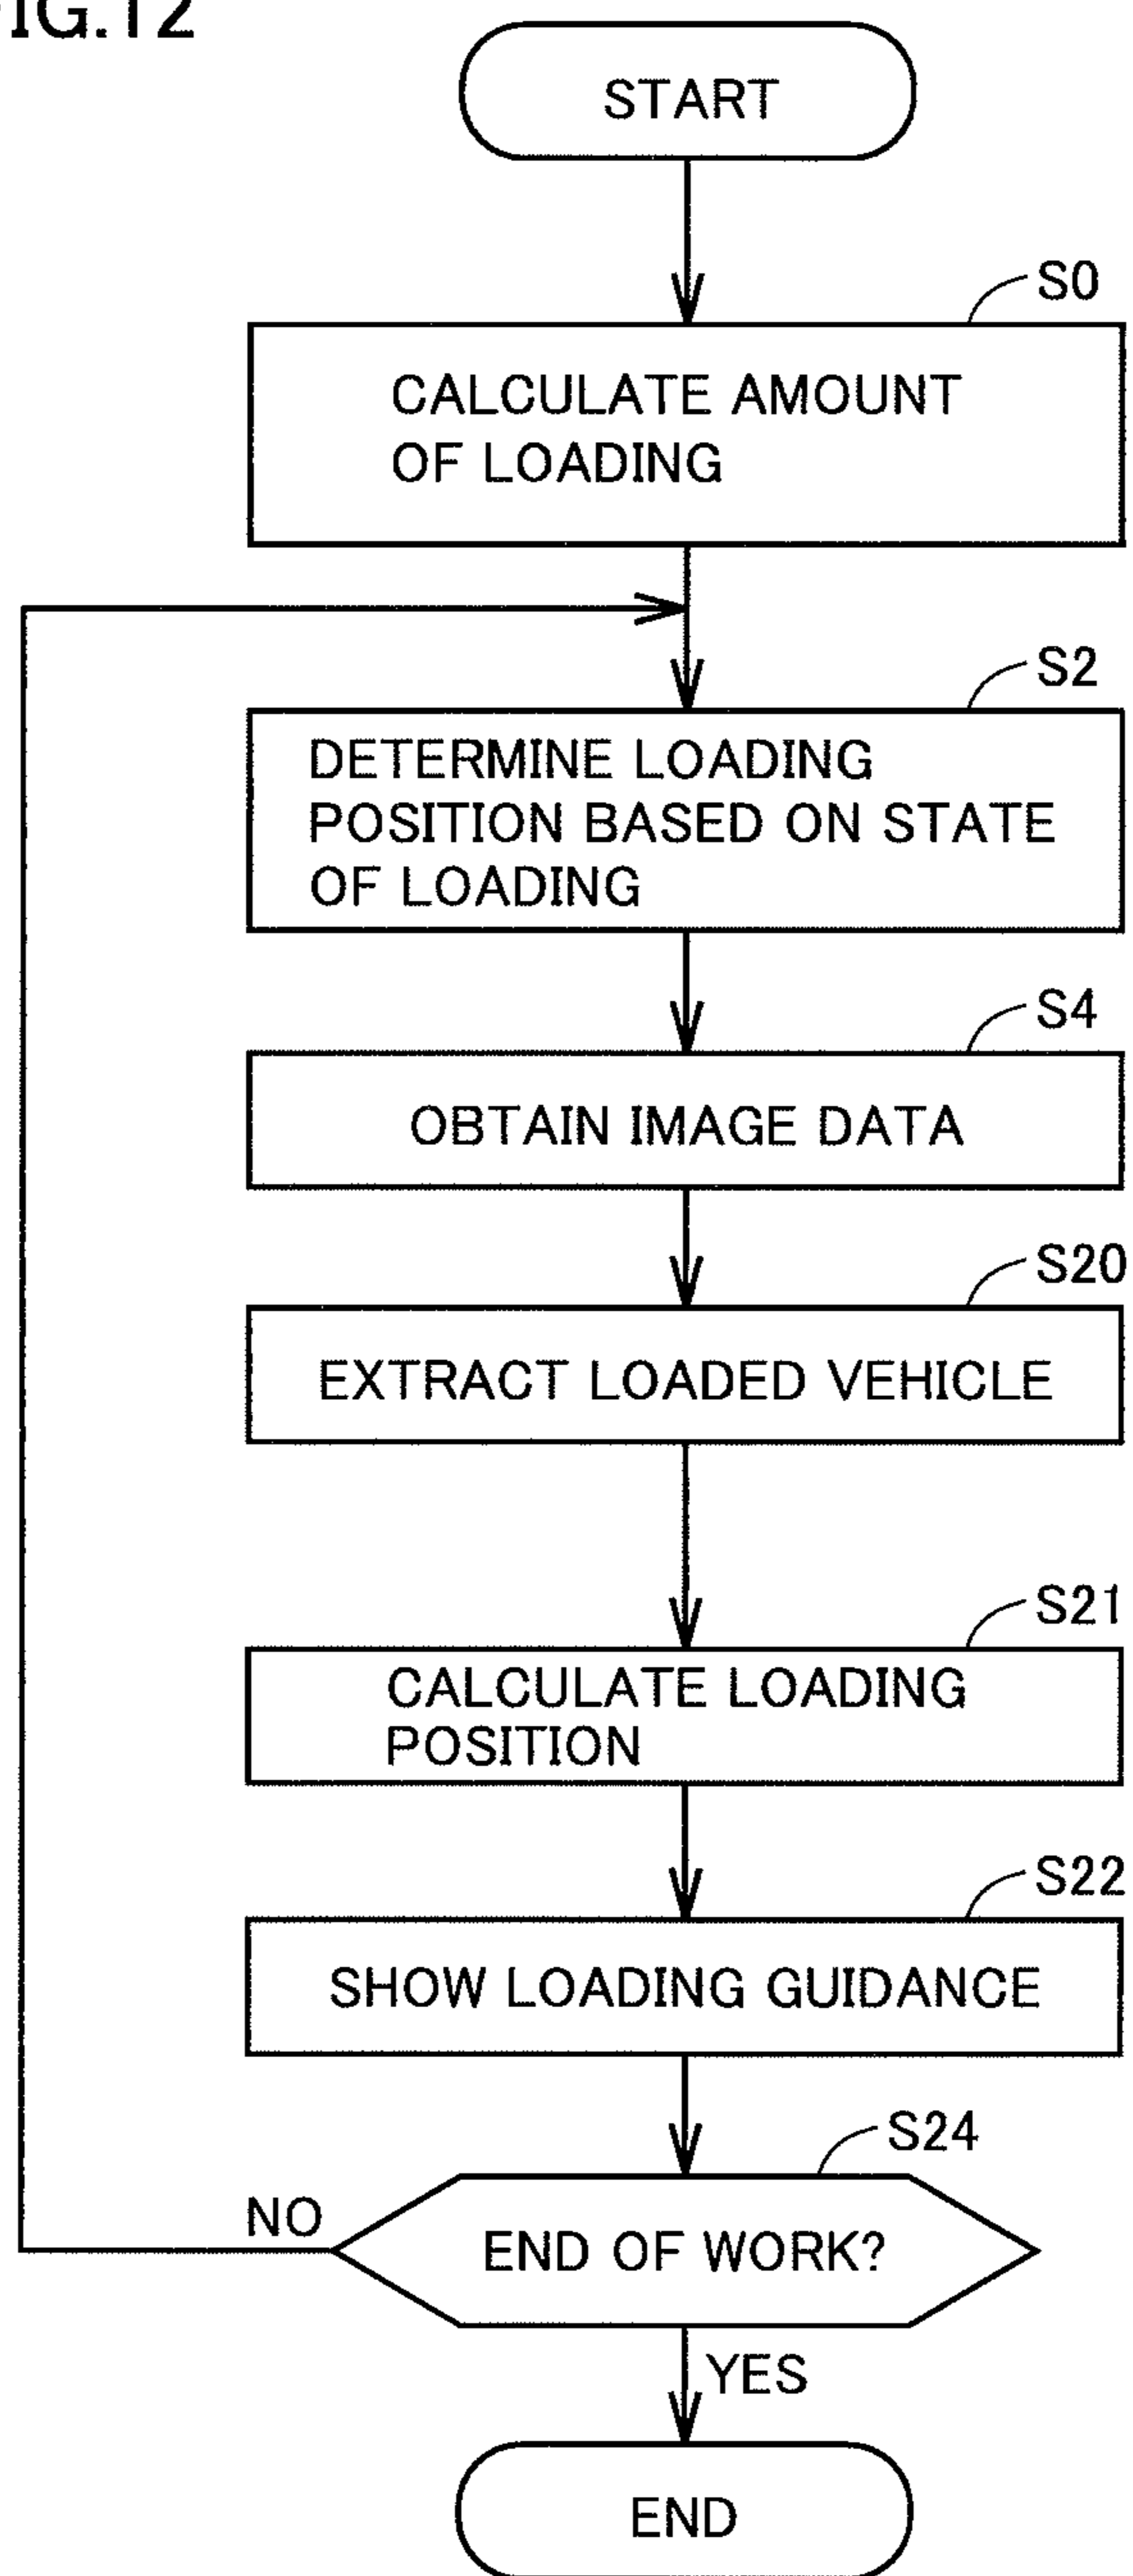 FIG.12
START
S0
CALCULATE AMOUNT
OF LOADING
S2
DETERMINE LOADING
POSITION BASED ON STATE
OF LOADING
S4
OBTAIN IMAGE DATA
S20
EXTRACT LOADED VEHICLE
S21
CALCULATE LOADING
POSITION
S22
SHOW LOADING GUIDANCE
S24
NO
END OF WORK?
YES
END